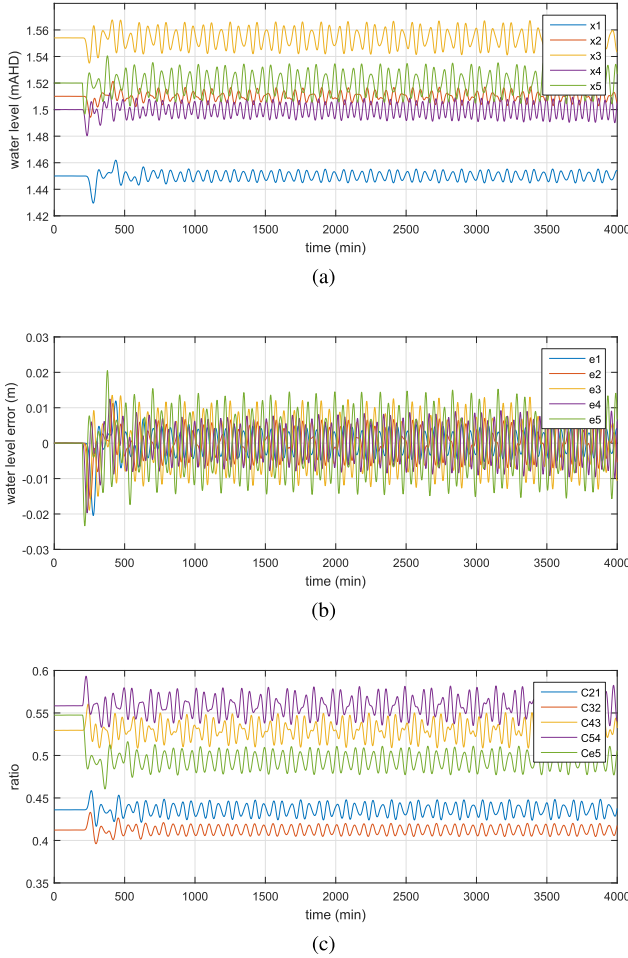 1.56
1.54
1.52
1.5
1.48
1.46
1.44
1.42
water level (mAHD)
x1
x2
x3
x4
x5
0 500 1000 1500 2000 2500 3000 3500 4000
time (min)
(a)
0.03
0.02
0.01
0
-0.01
-0.02
-0.03
water level error (m)
e1
e2
e3
e4
e5
0 500 1000 1500 2000 2500 3000 3500 4000
time (min)
(b)
0.6
0.55
0.5
0.45
0.4
0.35
ratio
C21
C32
C43
C54
Ce5
0 500 1000 1500 2000 2500 3000 3500 4000
time (min)
(c)